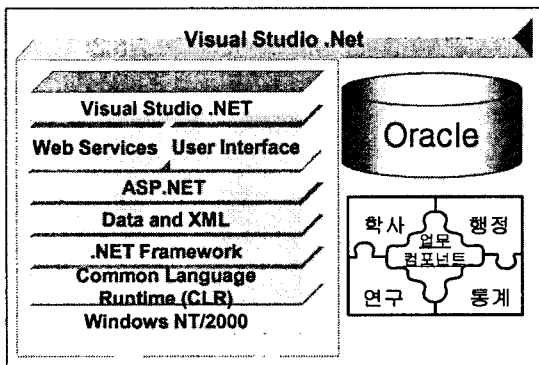 Visual Studio .Net
Visual Studio .NET
Web Services User Interface
ASP.NET
Data and XML
.NET Framework
Common Language
Runtime (CLR)
Windows NT/2000
Oracle
학사 행정
업무
컴포넌트
연구 통계